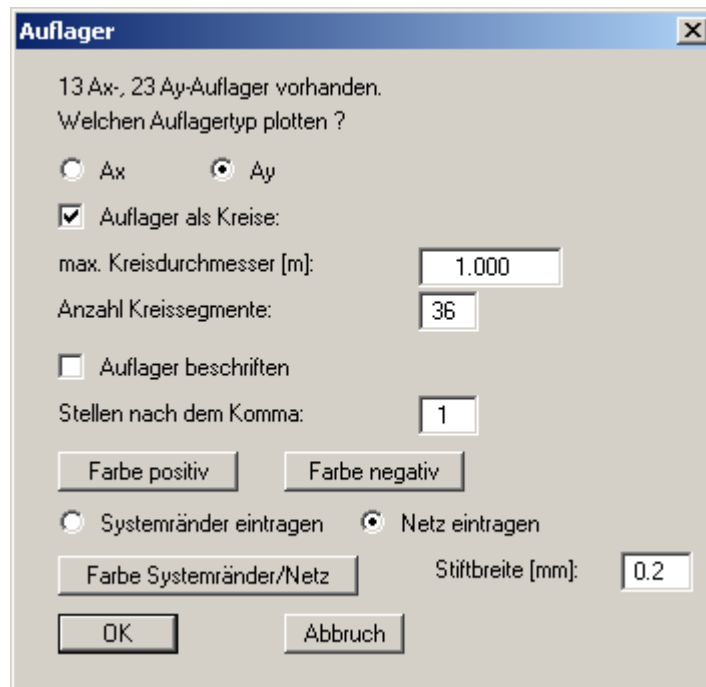 Auflager
13 Ax-, 23 Ay-Auflager vorhanden.
Welchen Auflagertyp plotten ?
Ax Ay
Auflager als Kreise:
max. Kreisdurchmesser [m]: 1.000
Anzahl Kreissegmente: 36
Auflager beschriften
Stellen nach dem Komma: 1
Farbe positiv Farbe negativ
Systemränder eintragen Netz eintragen
Farbe Systemränder/Netz Stiftbreite [mm]: 0.2
OK Abbruch